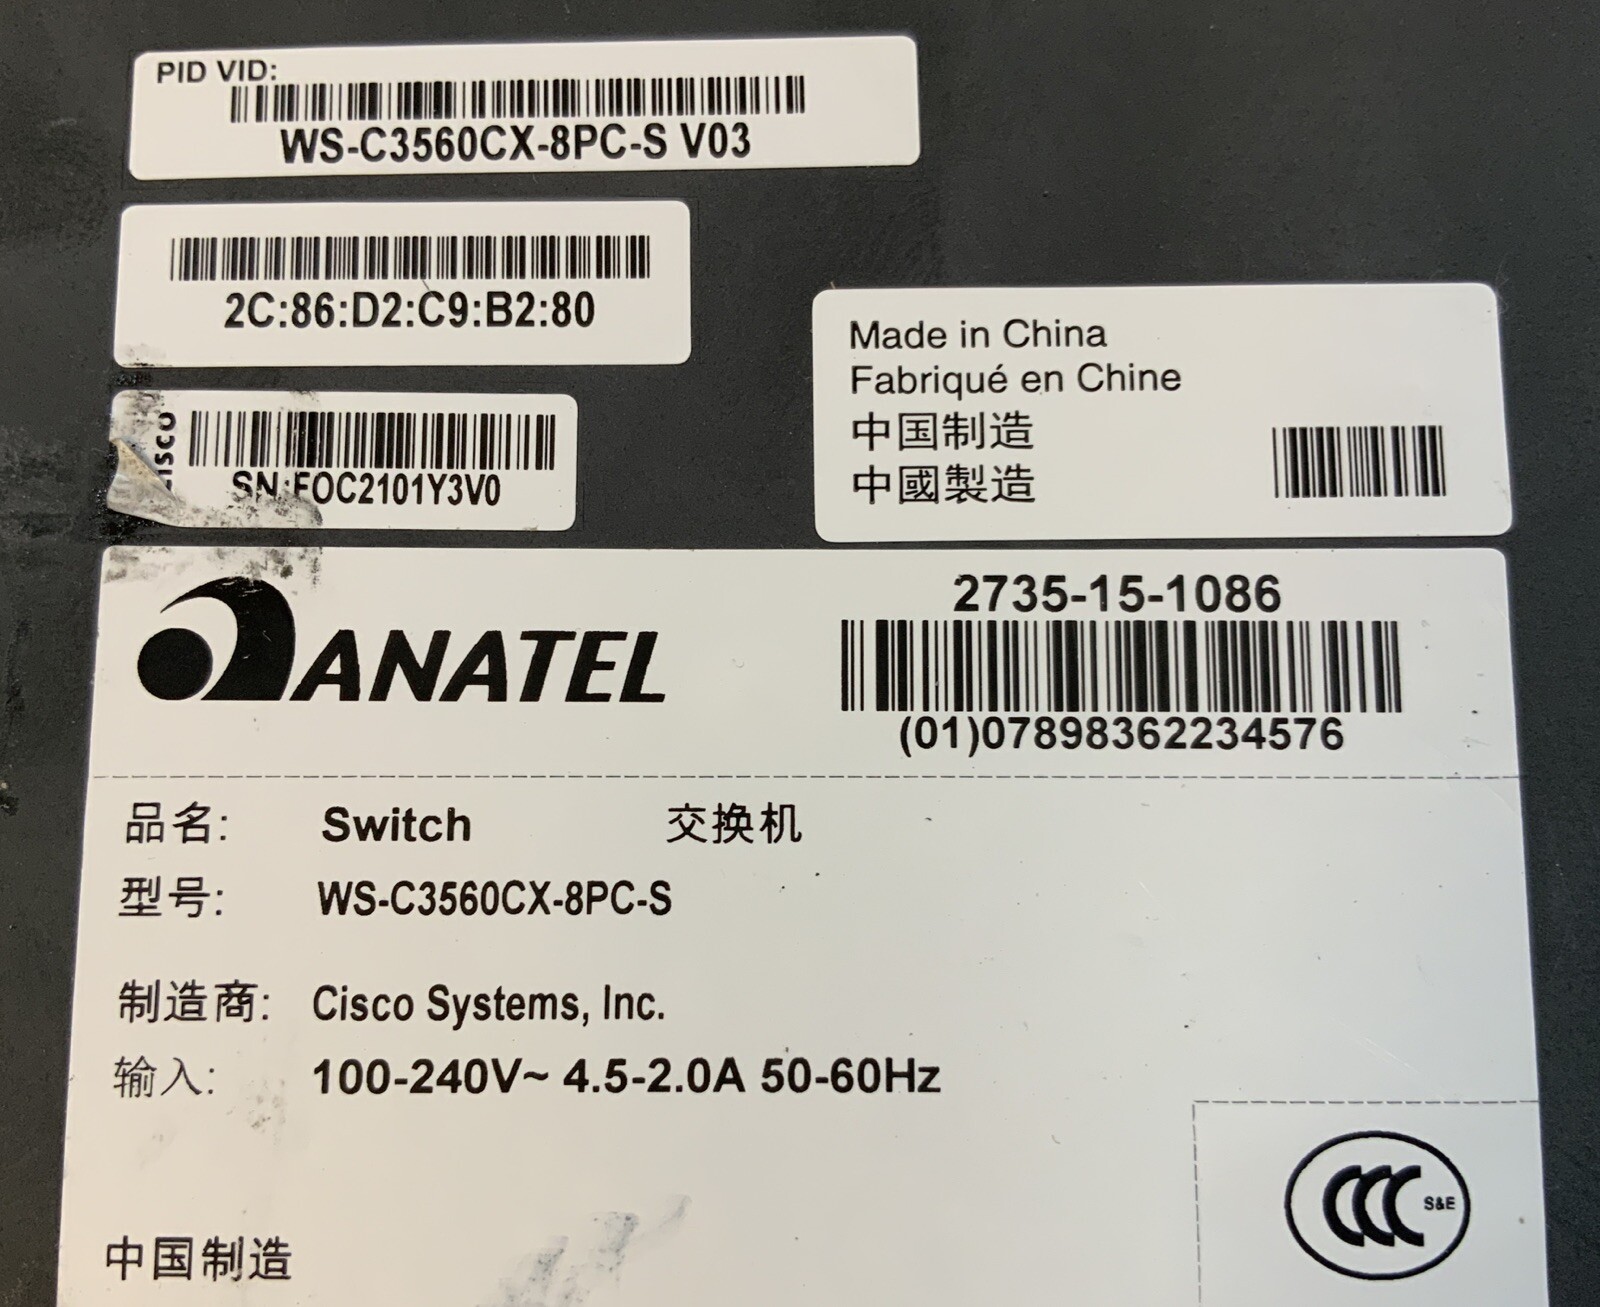 PID VID:
WS-C3560CX-8PC-S V03
2C:86:D2:C9:B2:80
cisco
SN:FOC2101Y3V0
Made in China
Fabriqué en Chine
中国制造
中國製造
ANATEL
2735-15-1086
(01)07898362234576
品名: Switch 交换机
型号: WS-C3560CX-8PC-S
制造商: Cisco Systems, Inc.
输入: 100-240V~ 4.5-2.0A 50-60Hz
中国制造
CCC S&E